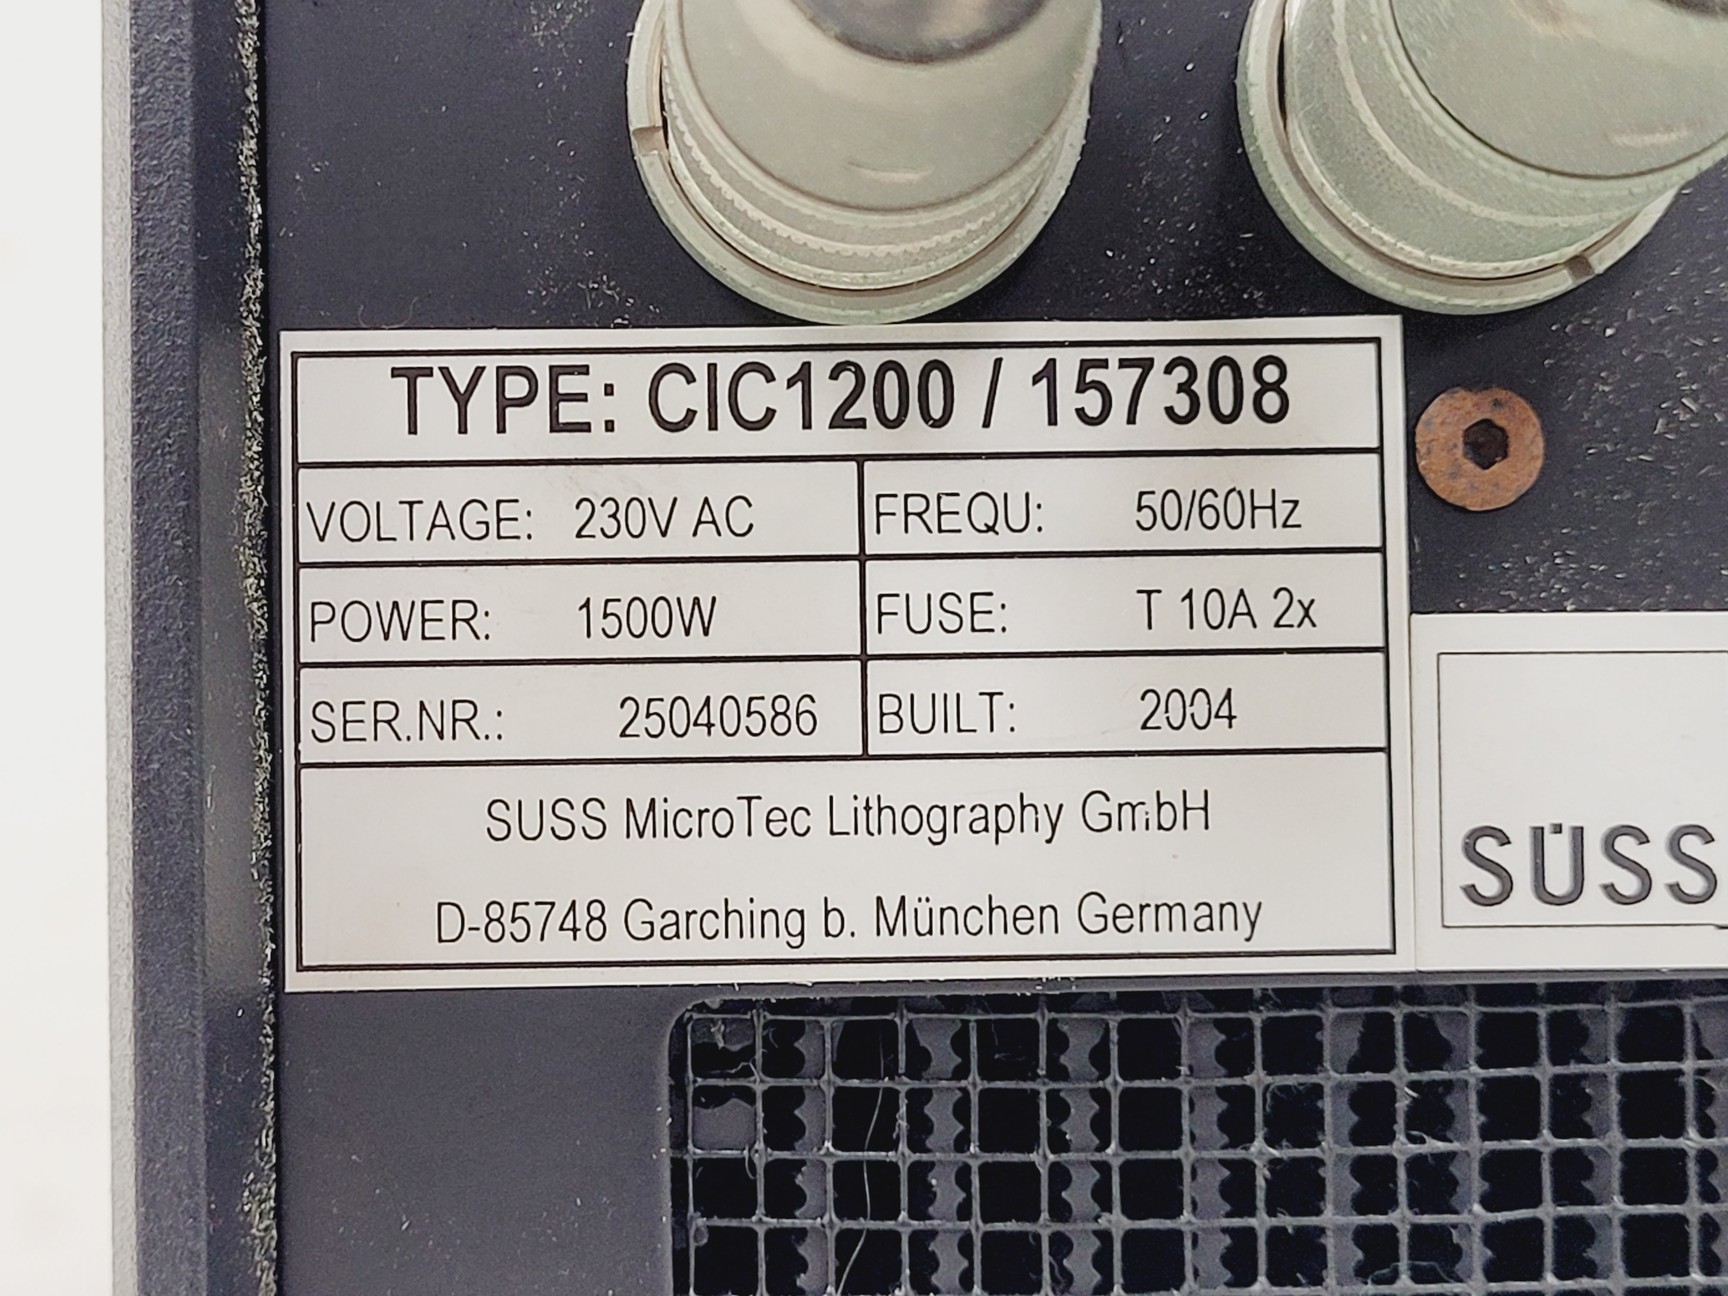 TYPE: CIC1200 / 157308
VOLTAGE: 230V AC FREQU: 50/60Hz
POWER: 1500W FUSE: T 10A 2x
SER.NR.: 25040586 BUILT: 2004
SUSS MicroTec Lithography GmbH
D-85748 Garching b. München Germany
SÜSS